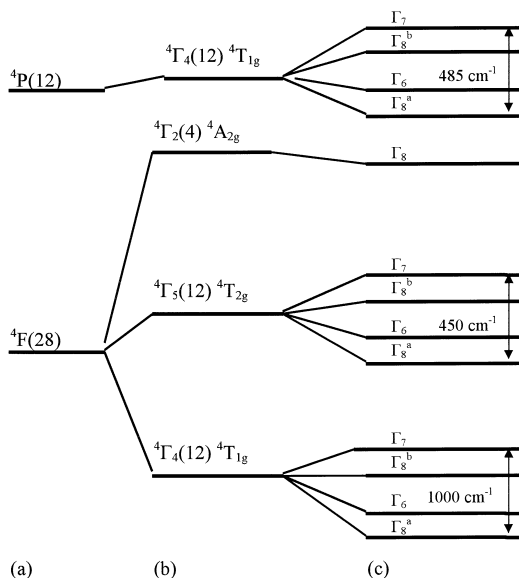 Γ₇
⁴Γ₄(12) ⁴T₁g
Γ₈ᵇ
⁴P(12)
Γ₆
485 cm⁻¹
Γ₈ᵃ
⁴Γ₂(4) ⁴A₂g
Γ₈
Γ₇
⁴Γ₅(12) ⁴T₂g
Γ₈ᵇ
⁴F(28)
Γ₆
450 cm⁻¹
Γ₈ᵃ
⁴Γ₄(12) ⁴T₁g
Γ₇
Γ₈ᵇ
Γ₆
1000 cm⁻¹
Γ₈ᵃ
(a) (b) (c)